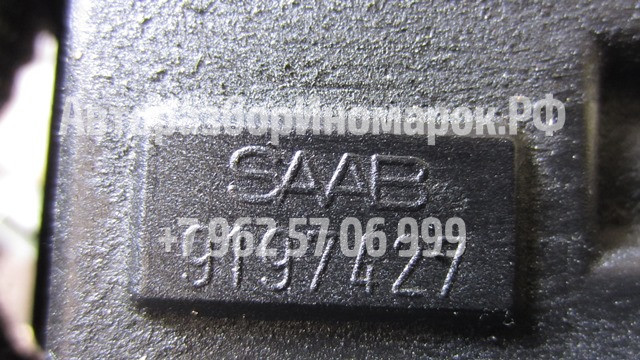 АвторазборИномарок.РФ
SAAB
+7 967 57 06 999
9197427